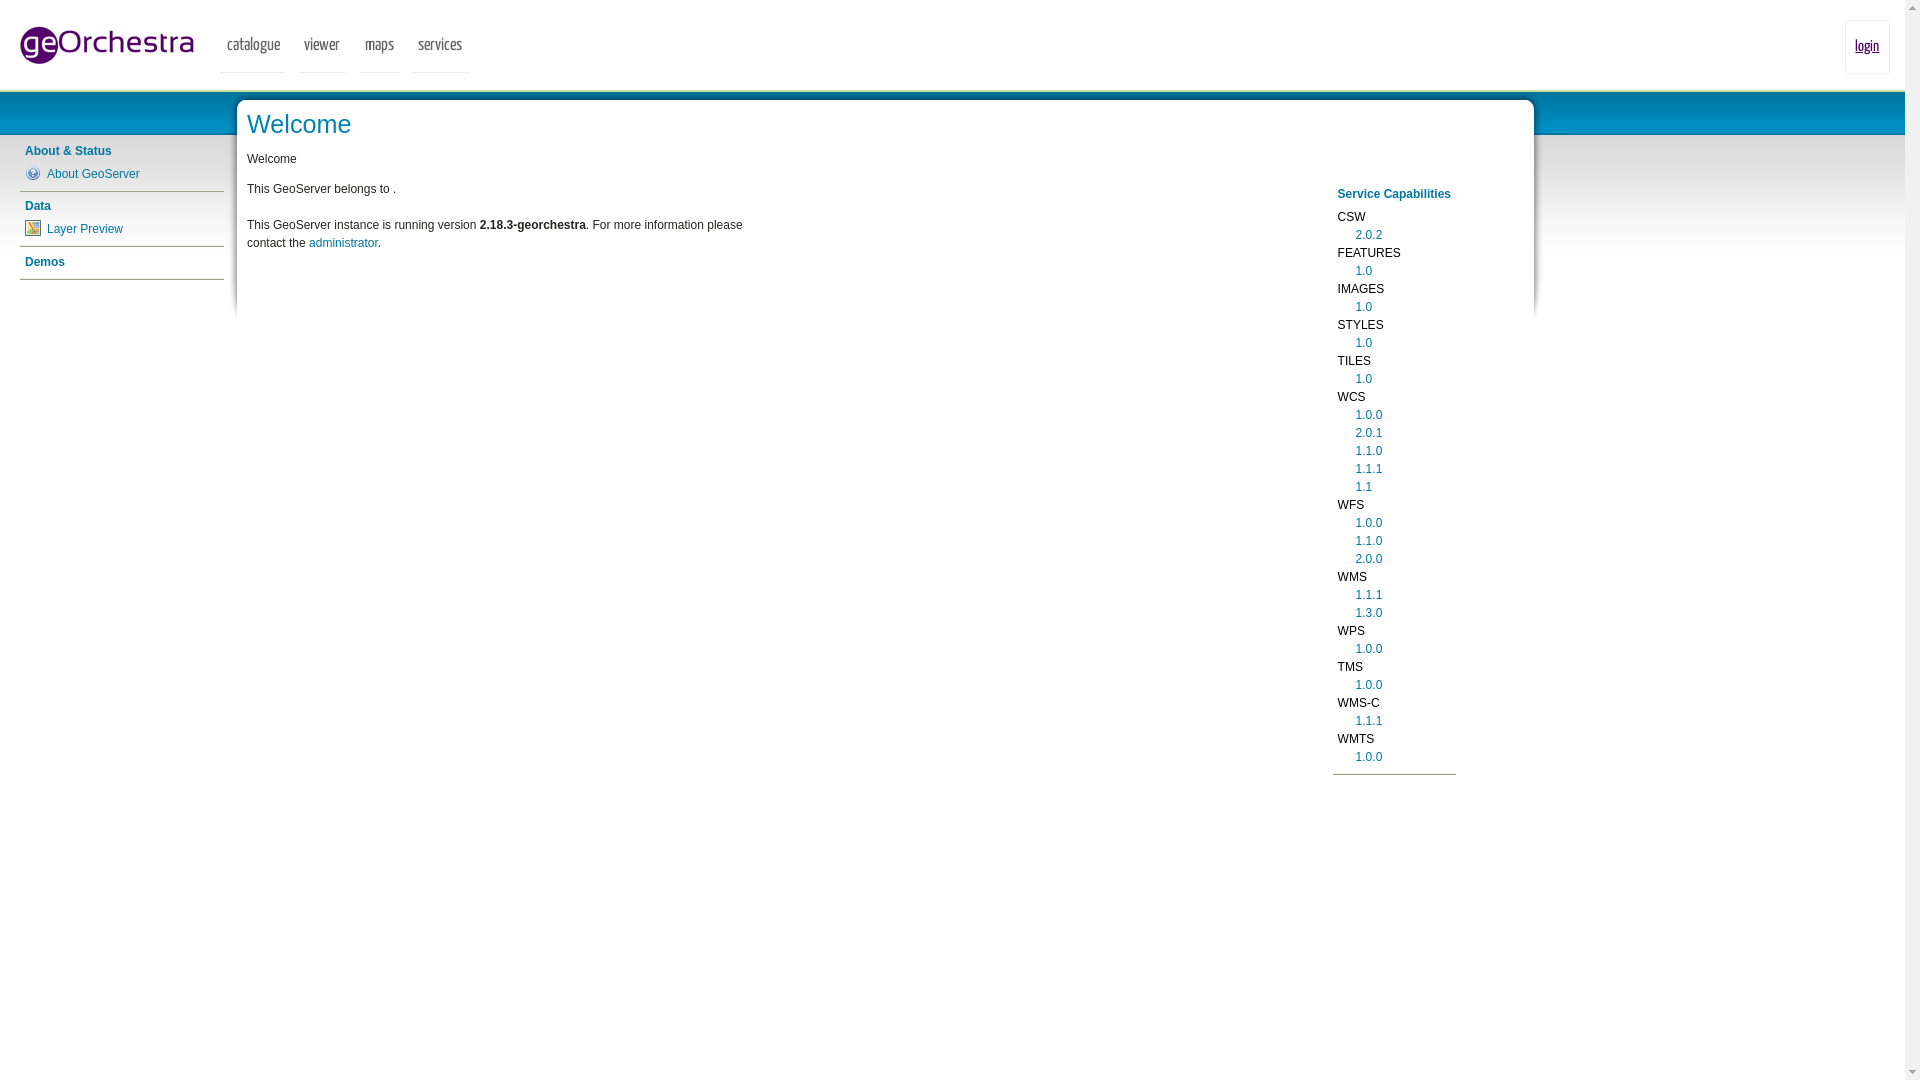 geOrchestra
catalogue
viewer
maps
services
login
About & Status
About GeoServer
Data
Layer Preview
Demos
Welcome
Welcome
This GeoServer belongs to .
This GeoServer instance is running version 2.18.3-georchestra. For more information please
contact the administrator.
Service Capabilities
CSW
2.0.2
FEATURES
1.0
IMAGES
1.0
STYLES
1.0
TILES
1.0
WCS
1.0.0
2.0.1
1.1.0
1.1.1
1.1
WFS
1.0.0
1.1.0
2.0.0
WMS
1.1.1
1.3.0
WPS
1.0.0
TMS
1.0.0
WMS-C
1.1.1
WMTS
1.0.0